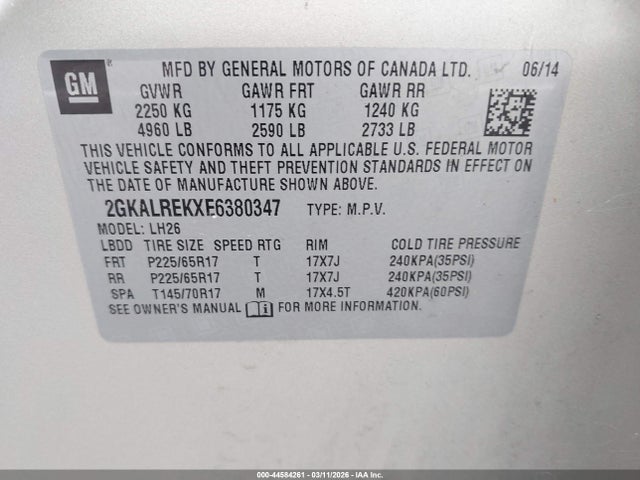 GM
MFD BY GENERAL MOTORS OF CANADA LTD. 06/14
GVWR GAWR FRT GAWR RR
2250 KG 1175 KG 1240 KG
4960 LB 2590 LB 2733 LB
THIS VEHICLE CONFORMS TO ALL APPLICABLE U.S. FEDERAL MOTOR
VEHICLE SAFETY AND THEFT PREVENTION STANDARDS IN EFFECT ON
THE DATE OF MANUFACTURE SHOWN ABOVE.
2GKALREKXE6380347 TYPE: M.P.V.
MODEL: LH26
LBDD TIRE SIZE SPEED RTG RIM COLD TIRE PRESSURE
FRT P225/65R17 T 17X7J 240KPA(35PSI)
RR P225/65R17 T 17X7J 240KPA(35PSI)
SPA T145/70R17 M 17X4.5T 420KPA(60PSI)
SEE OWNER'S MANUAL FOR MORE INFORMATION.
000-44584261 - 03/11/2026 - IAAI.COM